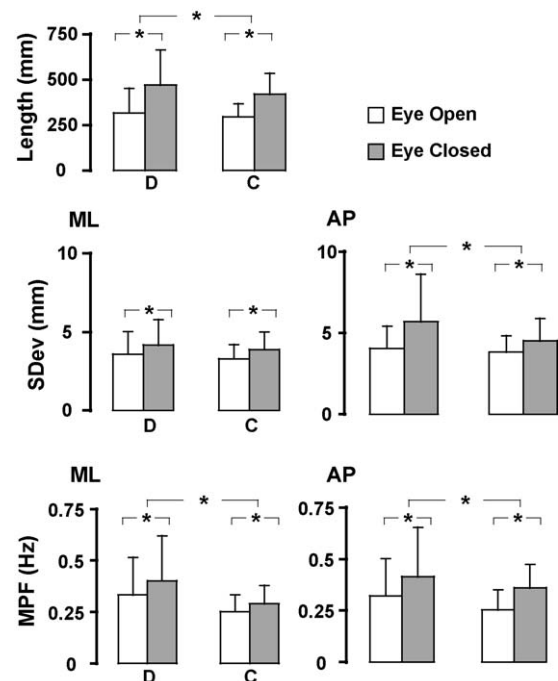 *
* *
750
500
250
0
Length (mm)
D C
Eye Open
Eye Closed
ML AP
*
* *
* *
10
5
0
SDev (mm)
10
5
0
D C
ML AP
* *
* * * *
0.75
0.5
0.25
0
MPF (Hz)
0.75
0.5
0.25
0
D C